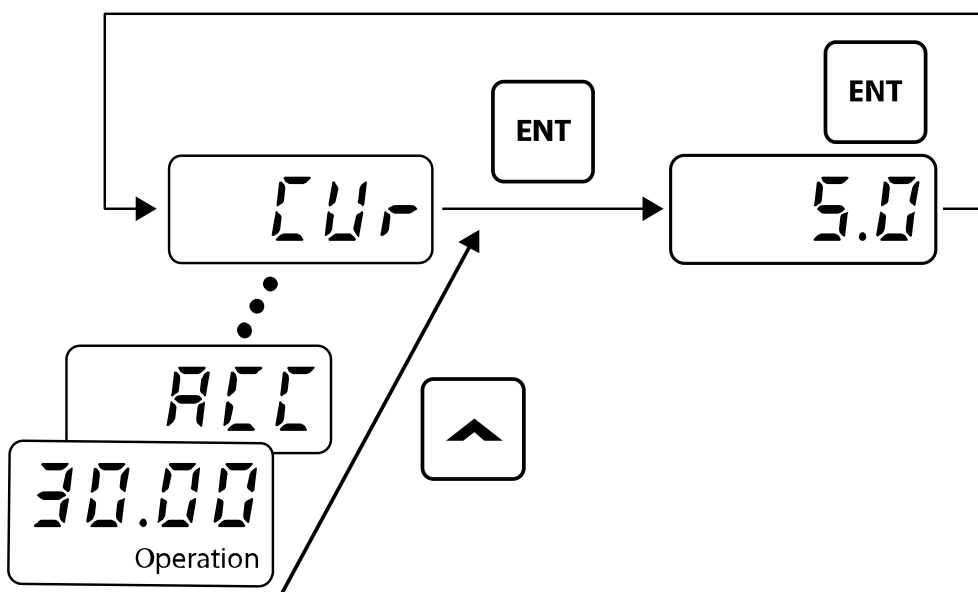 ENT
ENT
CUr
5.0
ACC
30.00
Operation